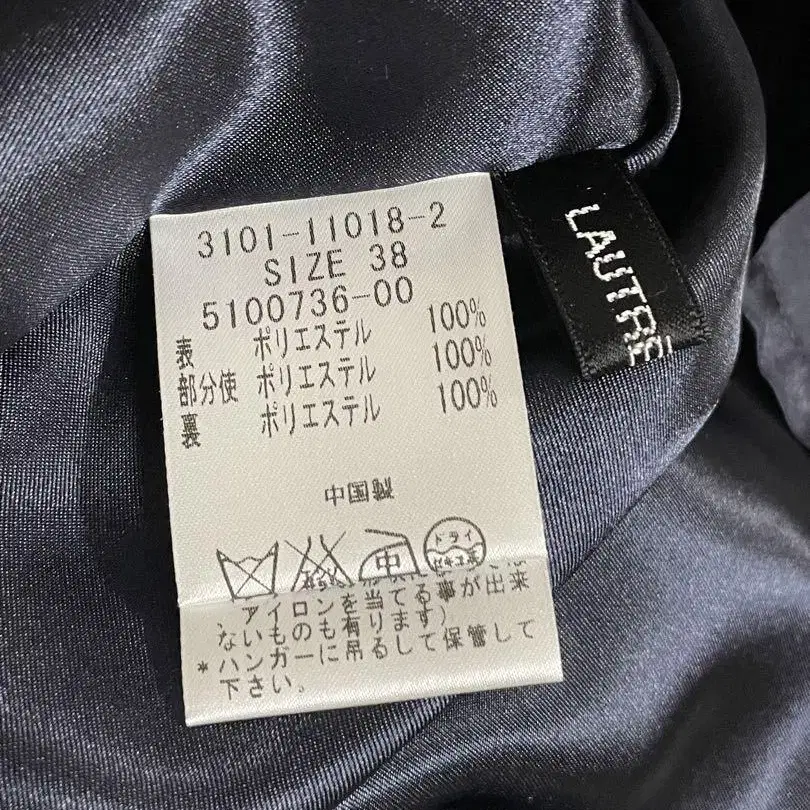 3101-11018-2
SIZE 38
5100736-00
表 ポリエステル 100%
部分使 ポリエステル 100%
裏 ポリエステル 100%
中国製
中
ドライ
セキユ系
アイロンを当てる事が出来
ないもの も有ります)
*ハンガーに吊るして保管して
下さい。
LAUTRE